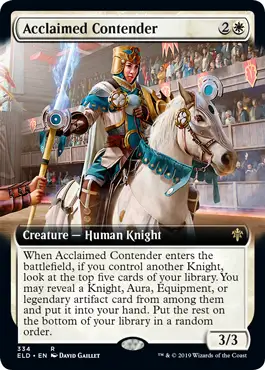 Acclaimed Contender 2
Creature — Human Knight
When Acclaimed Contender enters the
battlefield, if you control another Knight,
look at the top five cards of your library. You
may reveal a Knight, Aura, Equipment, or
legendary artifact card from among them
and put it into your hand. Put the rest on
the bottom of your library in a random
order.
3/3
334 R
ELD • EN DAVID GAILLET
™ & © 2019 Wizards of the Coast